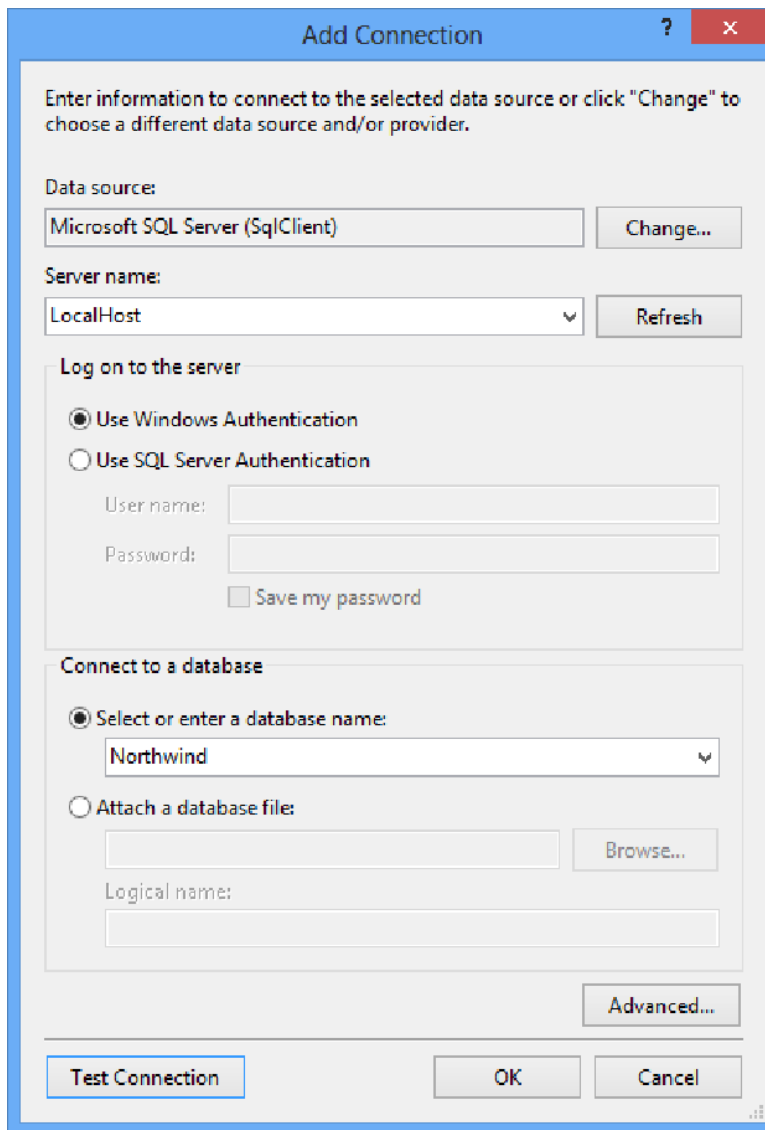 Add Connection
?
Enter information to connect to the selected data source or click "Change" to
choose a different data source and/or provider.
Data source:
Microsoft SQL Server (SqlClient)
Change...
Server name:
LocalHost
Refresh
Log on to the server
Use Windows Authentication
Use SQL Server Authentication
User name:
Password:
Save my password
Connect to a database
Select or enter a database name:
Northwind
Attach a database file:
Browse...
Logical name:
Advanced...
Test Connection
OK
Cancel